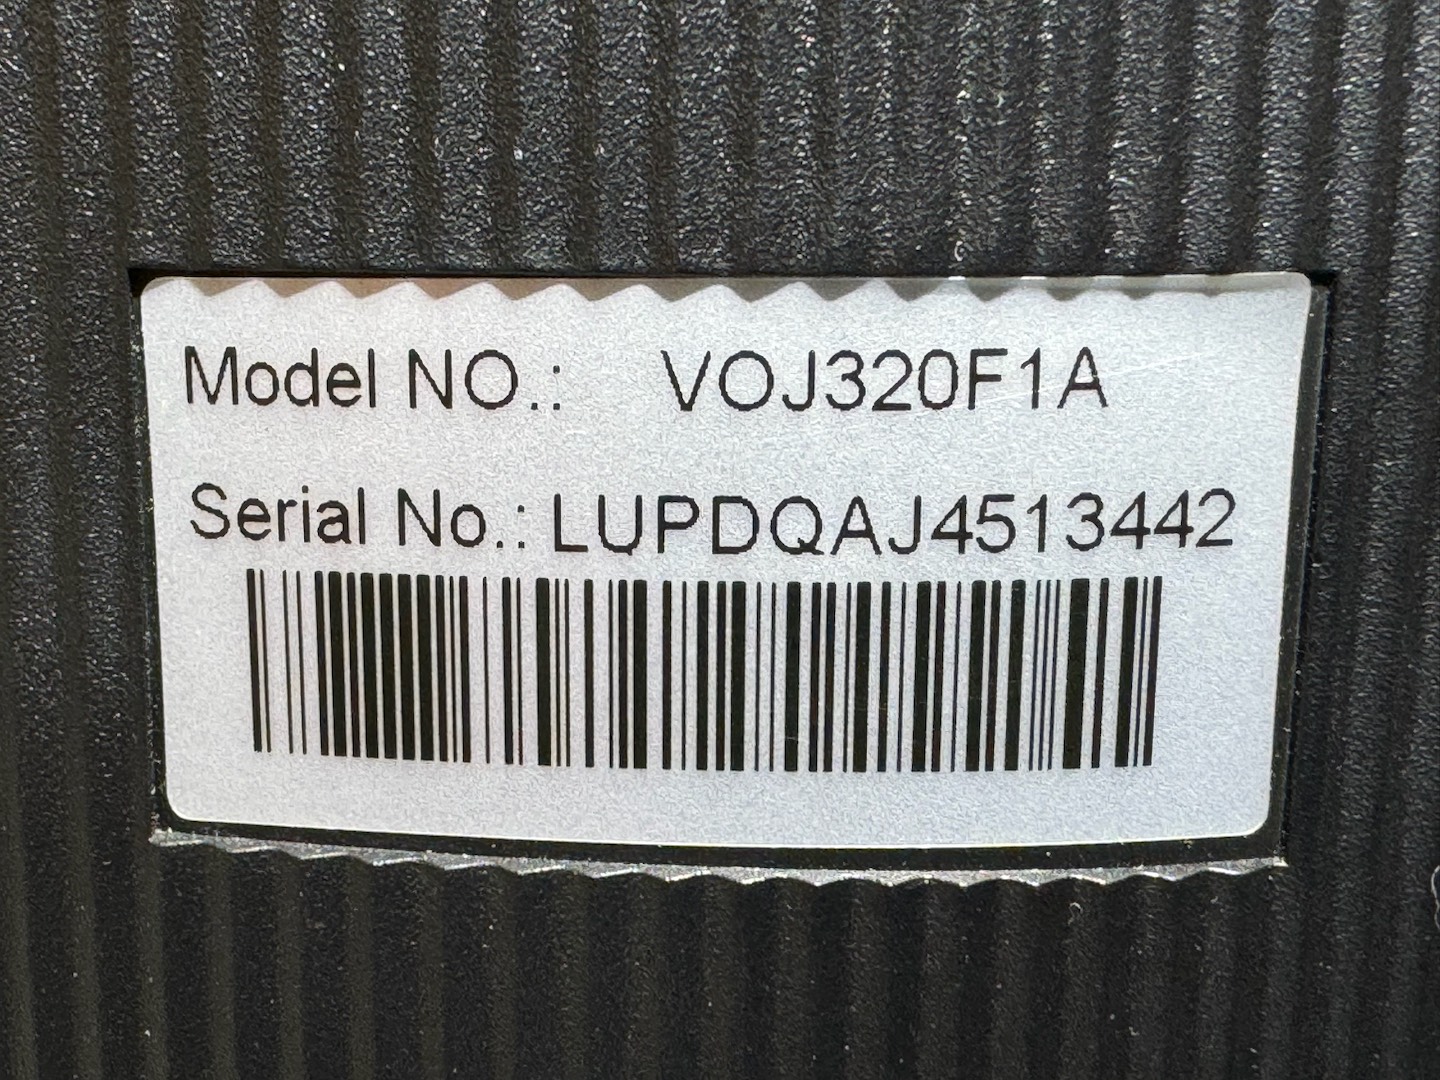 Model NO.: VOJ320F1A
Serial No.: LUPDQAJ4513442